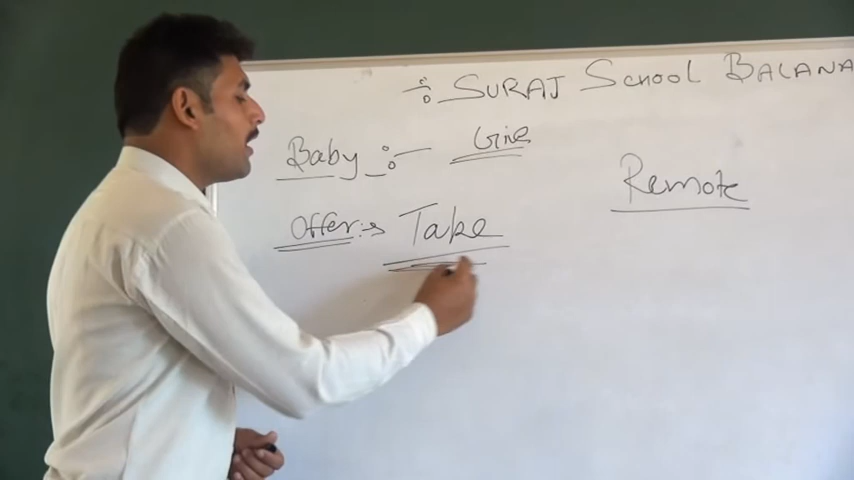 ÷ SURAJ SCHOOL BALANA
Baby :- Give
Remote
Offer :- Take